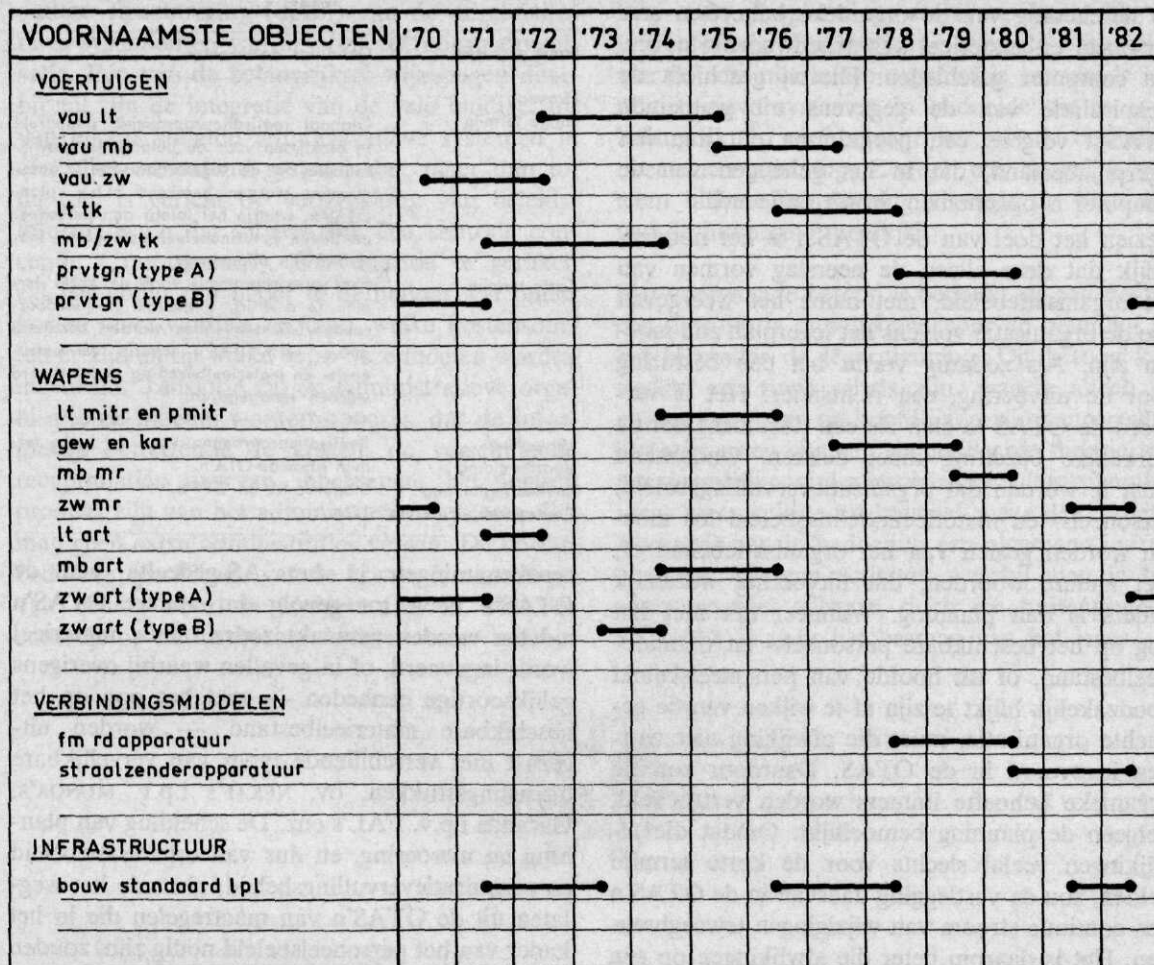 VOORNAAMSTE OBJECTEN '70 '71 '72 '73 '74 '75 '76 '77 '78 '79 '80 '81 '82
VOERTUIGEN
vau lt
vau mb
vau zw
lt tk
mb/zw tk
prvtgn (type A)
prvtgn (type B)
WAPENS
lt mitr en pmitr
gew en kar
mb mr
zw mr
lt art
mb art
zw art (type A)
zw art (type B)
VERBINDINGSMIDDELEN
fm rdapparatuur
straatzenderapparatuur
INFRASTRUCTUUR
bouw standaard lpl